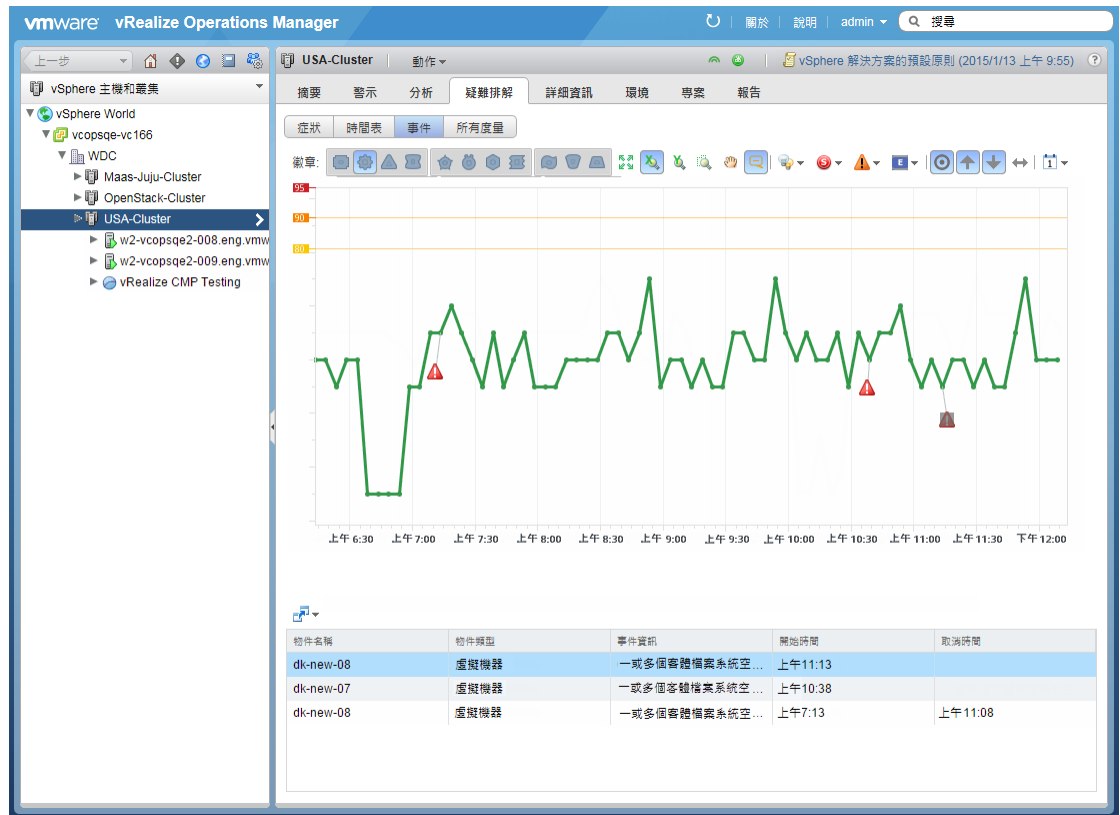 vmware vRealize Operations Manager
關於 說明 admin 搜尋
上一步
vSphere 主機和叢集
vSphere World
vcopsqe-vc166
WDC
Maas-Juju-Cluster
OpenStack-Cluster
USA-Cluster
w2-vcopsqe2-008.eng.vmw
w2-vcopsqe2-009.eng.vmw
vRealize CMP Testing
USA-Cluster 動作 vSphere 解決方案的預設原則 (2015/1/13 上午 9:55) ?
摘要 警示 分析 疑難排解 詳細資訊 環境 專案 報告
症狀 時間表 事件 所有度量
徽章:
95
90
80
上午 6:30 上午 7:00 上午 7:30 上午 8:00 上午 8:30 上午 9:00 上午 9:30 上午 10:00 上午 10:30 上午 11:00 上午 11:30 下午 12:00
物件名稱 物件類型 事件資訊 開始時間 取消時間
dk-new-08 虛擬機器 一或多個客體檔案系統空... 上午11:13
dk-new-07 虛擬機器 一或多個客體檔案系統空... 上午10:38
dk-new-08 虛擬機器 一或多個客體檔案系統空... 上午7:13 上午11:08